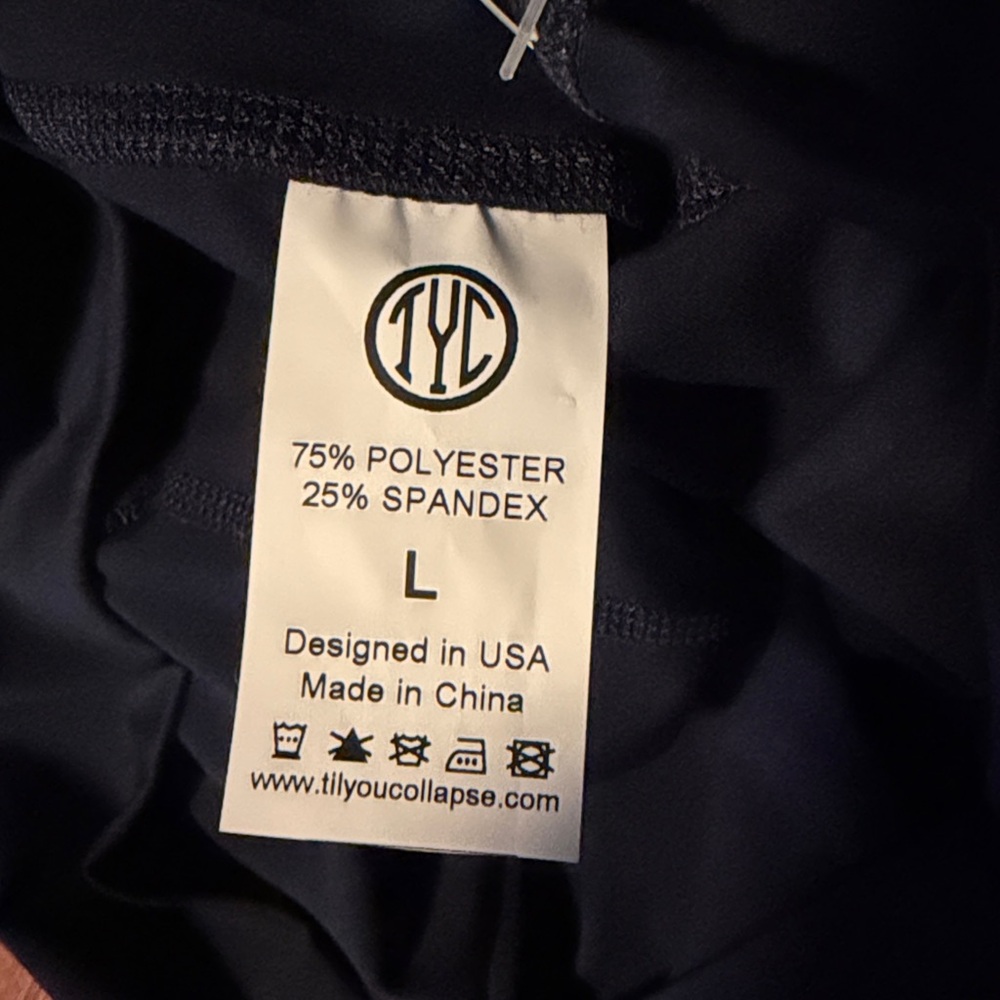 TYC
75% POLYESTER
25% SPANDEX
L
Designed in USA
Made in China
www.tilyoucollapse.com